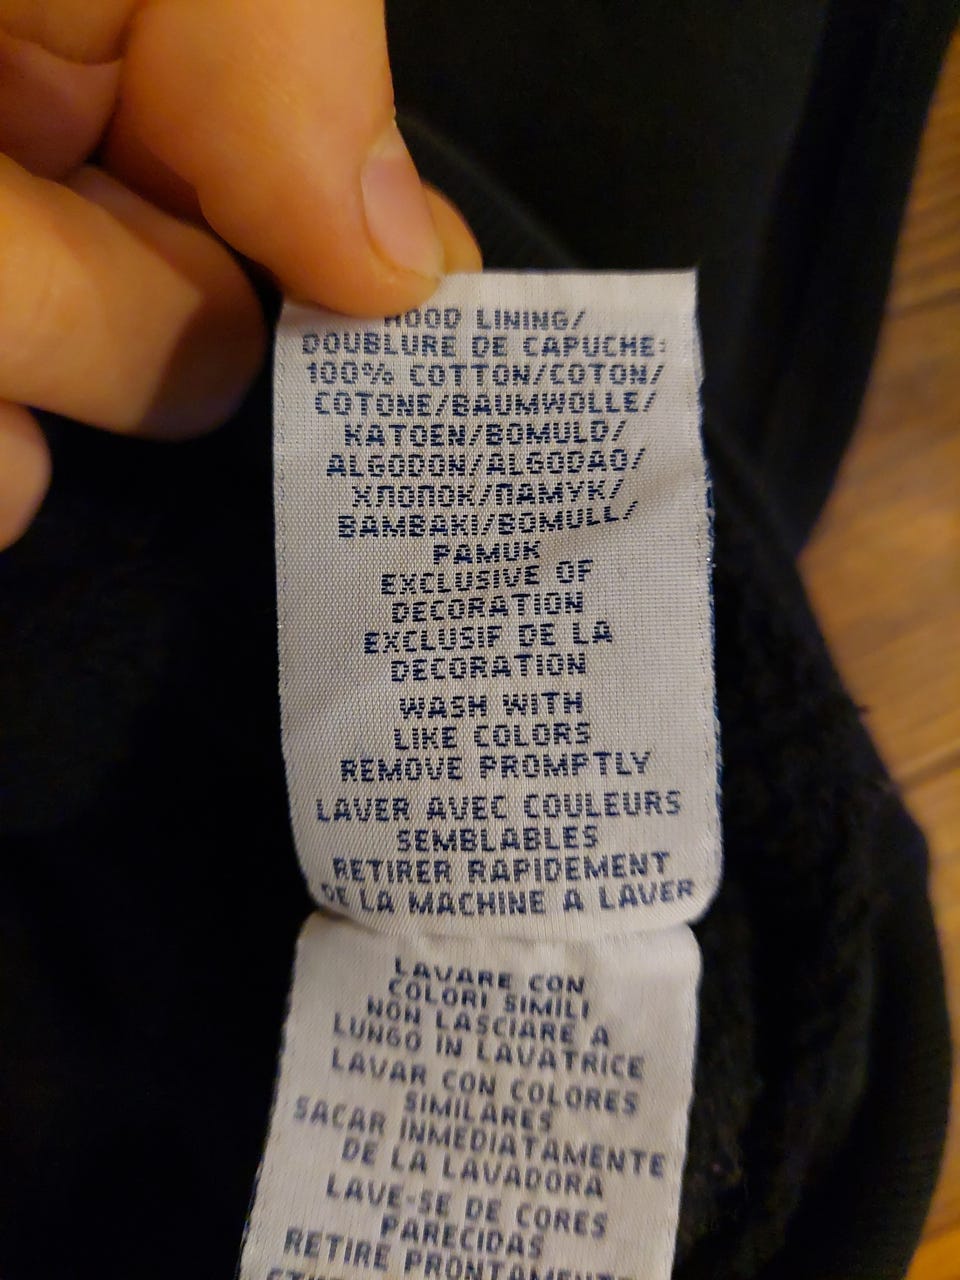 HOOD LINING/
DOUBLURE DE CAPUCHE:
100% COTTON/COTON/
COTONE/BAUMWOLLE/
KATOEN/BOMULD/
ALGODON/ALGODAO/
ХЛОПОК/ПАМУК/
BAMBAKI/BOMULL/
PAMUK
EXCLUSIVE OF
DECORATION
EXCLUSIF DE LA
DECORATION
WASH WITH
LIKE COLORS
REMOVE PROMPTLY
LAVER AVEC COULEURS
SEMBLABLES
RETIRER RAPIDEMENT
DE LA MACHINE A LAVER
LAVARE CON
COLORI SIMILI
NON LASCIARE A
LUNGO IN LAVATRICE
LAVAR CON COLORES
SIMILARES
SACAR INMEDIATAMENTE
DE LA LAVADORA
LAVE-SE DE CORES
PARECIDAS
RETIRE PRONTAMENT